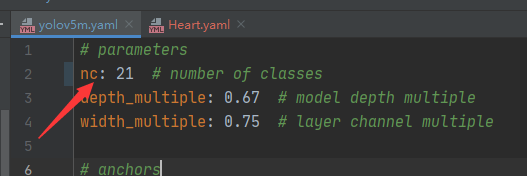 yolov5m.yaml Heart.yaml
1 # parameters
2 nc: 21 # number of classes
3 depth_multiple: 0.67 # model depth multiple
4 width_multiple: 0.75 # layer channel multiple
5
6 # anchors